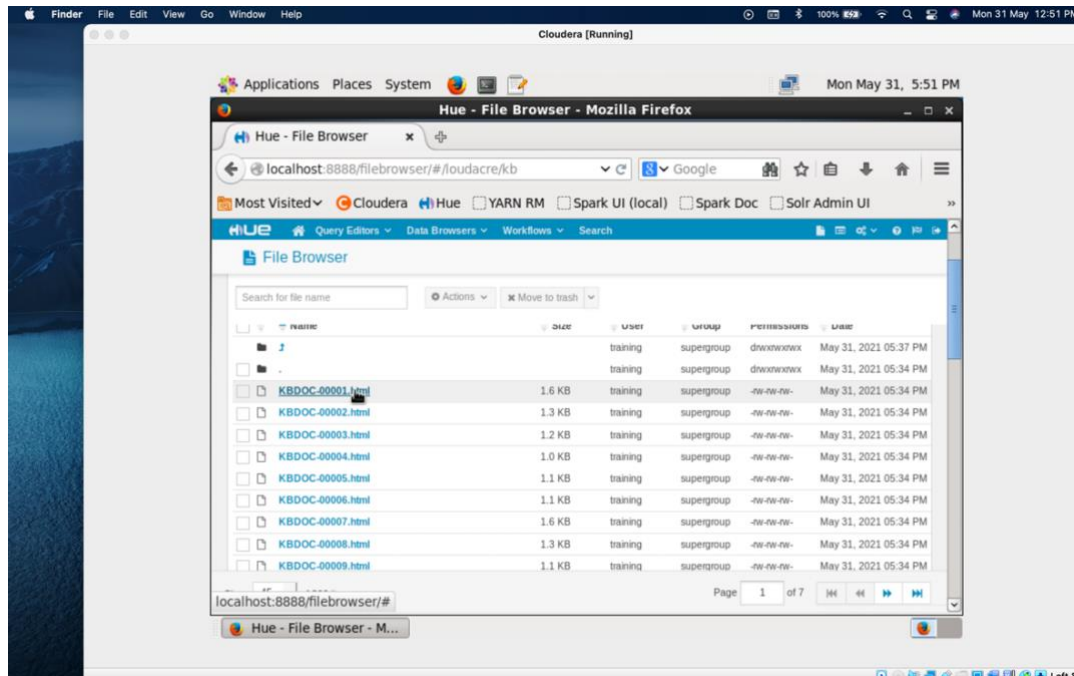 Finder File Edit View Go Window Help 100% Mon 31 May 12:51 PM
Cloudera [Running]
Applications Places System Mon May 31, 5:51 PM
Hue - File Browser - Mozilla Firefox
Hue - File Browser
localhost:8888/filebrowser/#/loudacre/kb Google
Most Visited Cloudera Hue YARN RM Spark UI (local) Spark Doc Solr Admin UI »
HUE Query Editors Data Browsers Workflows Search
File Browser
Search for file name Actions Move to trash
Name Size User Group Permissions Date
training supergroup drwxrwxrwx May 31, 2021 05:37 PM
. training supergroup drwxrwxrwx May 31, 2021 05:34 PM
KBDOC-00001.html 1.6 KB training supergroup -rw-rw-rw- May 31, 2021 05:34 PM
KBDOC-00002.html 1.3 KB training supergroup -rw-rw-rw- May 31, 2021 05:34 PM
KBDOC-00003.html 1.2 KB training supergroup -rw-rw-rw- May 31, 2021 05:34 PM
KBDOC-00004.html 1.0 KB training supergroup -rw-rw-rw- May 31, 2021 05:34 PM
KBDOC-00005.html 1.1 KB training supergroup -rw-rw-rw- May 31, 2021 05:34 PM
KBDOC-00006.html 1.1 KB training supergroup -rw-rw-rw- May 31, 2021 05:34 PM
KBDOC-00007.html 1.6 KB training supergroup -rw-rw-rw- May 31, 2021 05:34 PM
KBDOC-00008.html 1.3 KB training supergroup -rw-rw-rw- May 31, 2021 05:34 PM
KBDOC-00009.html 1.1 KB training supergroup -rw-rw-rw- May 31, 2021 05:34 PM
Page 1 of 7
localhost:8888/filebrowser/#
Hue - File Browser - M...
Left